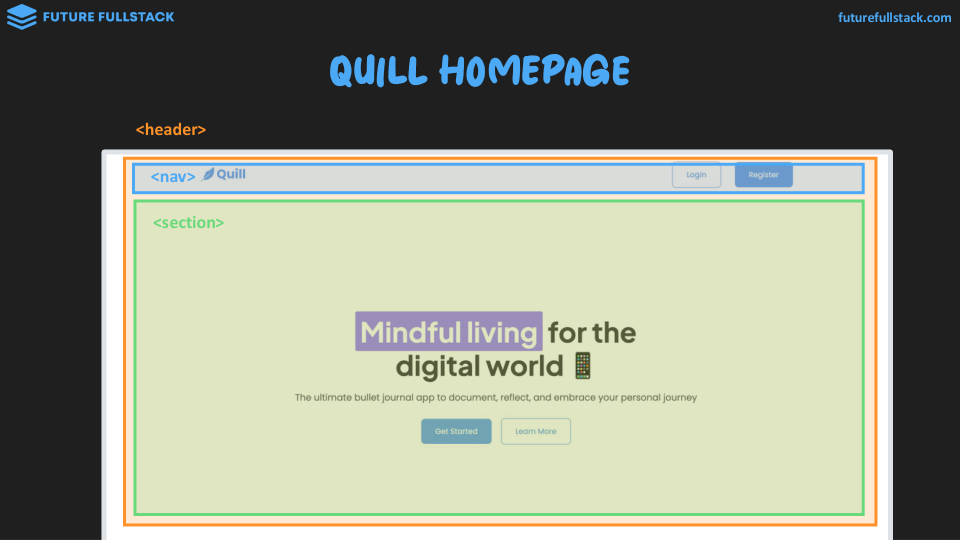 FUTURE FULLSTACK
futurefullstack.com
QUILL HOMEPAGE
<header>
<nav> Quill Login Register
<section>
Mindful living for the
digital world 📱
The ultimate bullet journal app to document, reflect, and embrace your personal journey
Get Started Learn More